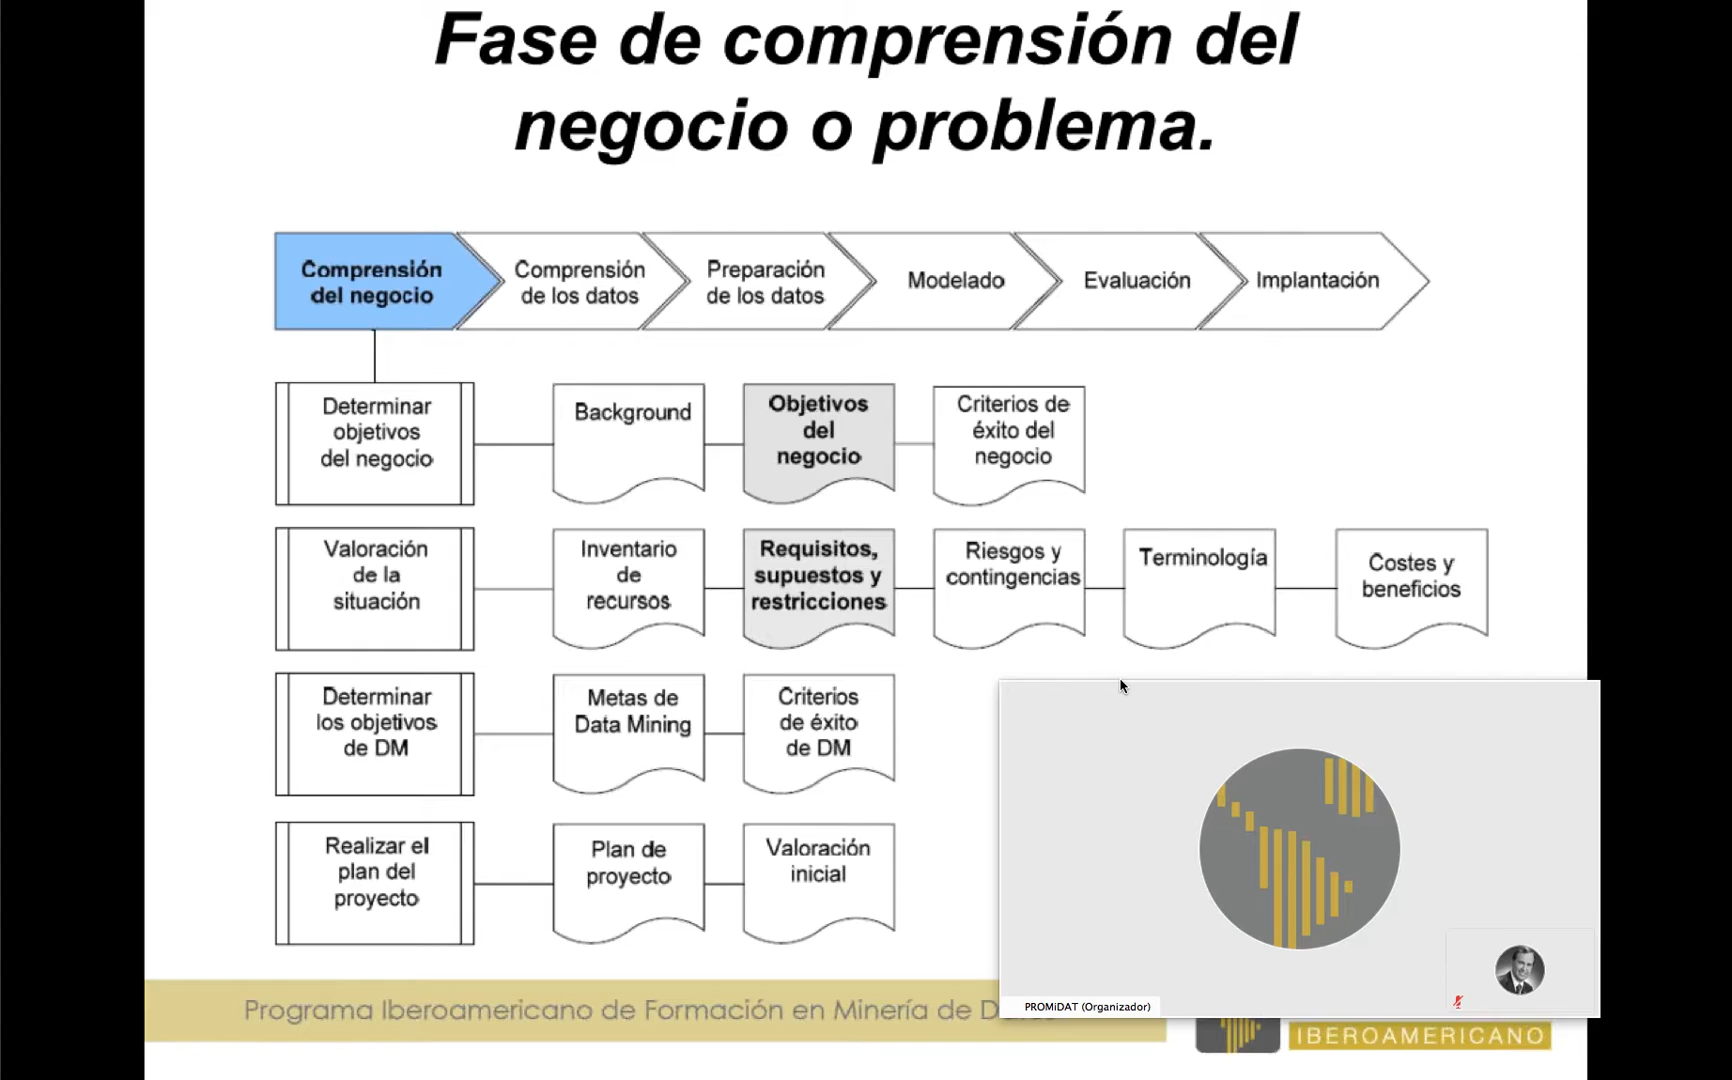 Fase de comprensión del
negocio o problema.
Comprensión
del negocio
Comprensión
de los datos
Preparación
de los datos
Modelado
Evaluación
Implantación
Determinar
objetivos
del negocio
Background
Objetivos
del
negocio
Criterios de
éxito del
negocio
Valoración
de la
situación
Inventario
de
recursos
Requisitos,
supuestos y
restricciones
Riesgos y
contingencias
Terminología
Costes y
beneficios
Determinar
los objetivos
de DM
Metas de
Data Mining
Criterios
de éxito
de DM
Realizar el
plan del
proyecto
Plan de
proyecto
Valoración
inicial
PROMiDAT (Organizador)
Programa Iberoamericano de Formación en Minería de
IBEROAMERICANO